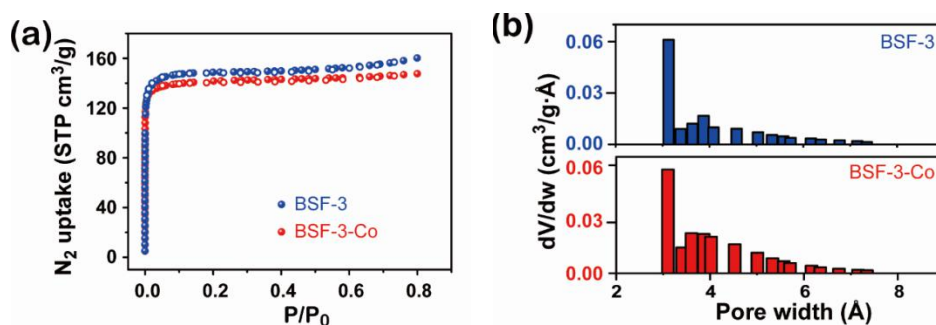 (a)
N₂ uptake (STP cm³/g)
160
120
80
40
0
BSF-3
BSF-3-Co
0.0 0.2 0.4 0.6 0.8
P/P₀
(b)
dV/dw (cm³/g·Å)
0.06
0.03
0.00
BSF-3
0.06
0.03
0.00
BSF-3-Co
2 4 6 8
Pore width (Å)